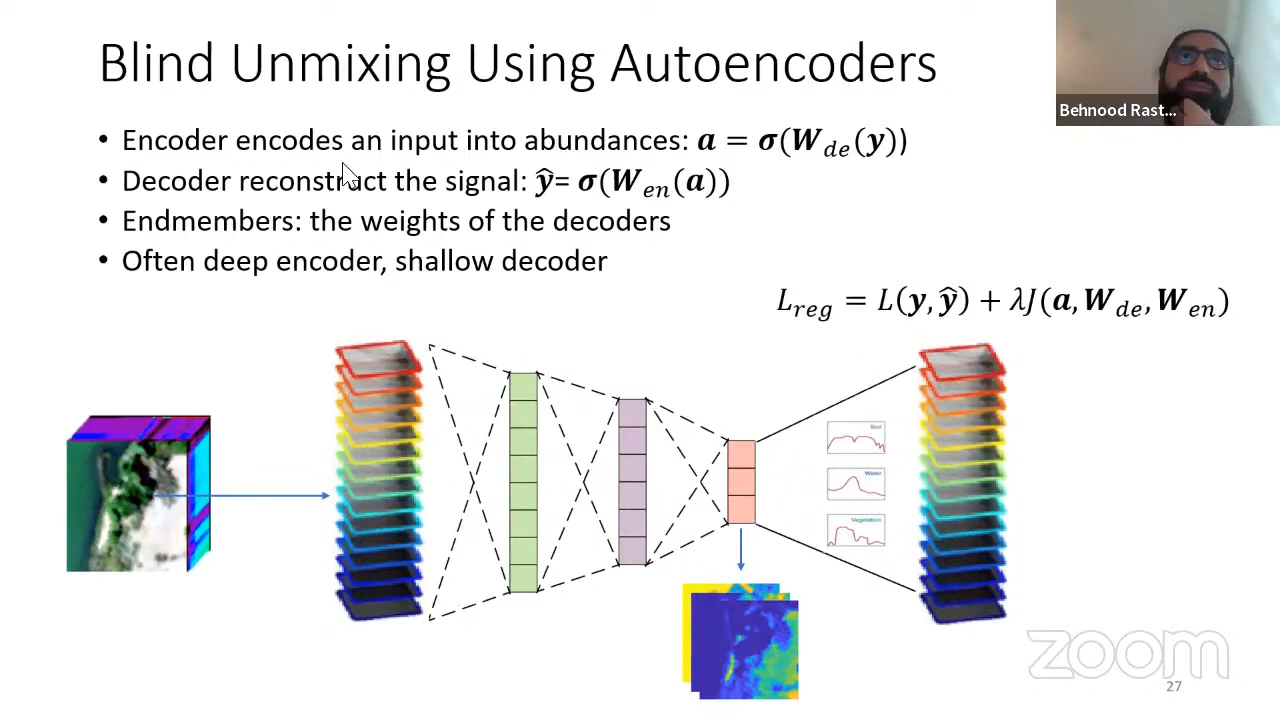 Blind Unmixing Using Autoencoders
Behnood Rast...
• Encoder encodes an input into abundances: a = σ(W_de(y))
• Decoder reconstruct the signal: ŷ= σ(W_en(a))
• Endmembers: the weights of the decoders
• Often deep encoder, shallow decoder
L_reg = L(y, ŷ) + λJ(a, W_de, W_en)
Soil
Water
Vegetation
zoom
27